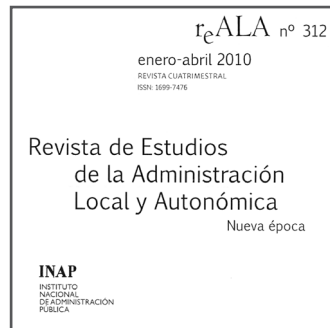 reALA nº 312
enero-abril 2010
REVISTA CUATRIMESTRAL
ISSN: 1699-7476
Revista de Estudios
de la Administración
Local y Autonómica
Nueva época
INAP
INSTITUTO
NACIONAL
DE ADMINISTRACIÓN
PÚBLICA